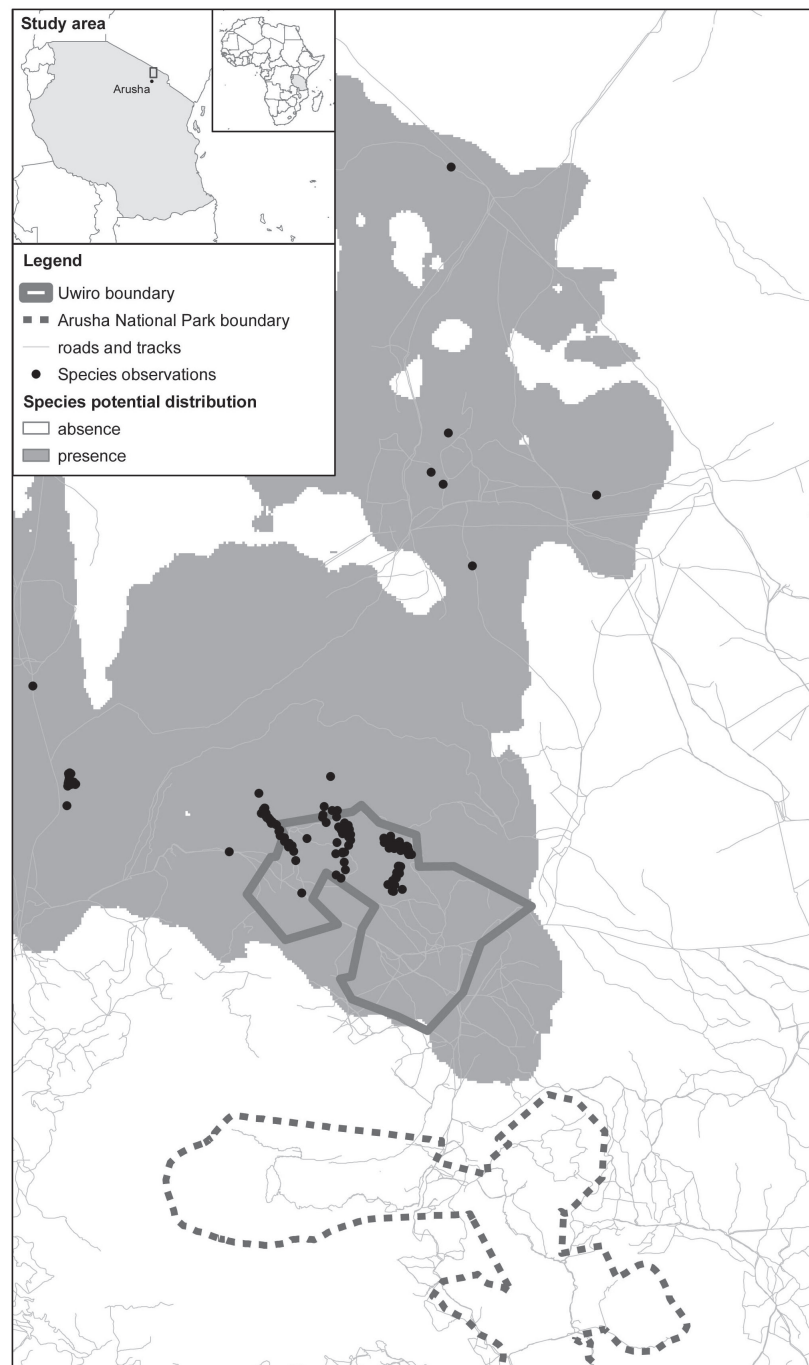 Study area
Arusha
Legend
Uwiro boundary
Arusha National Park boundary
roads and tracks
Species observations
Species potential distribution
absence
presence